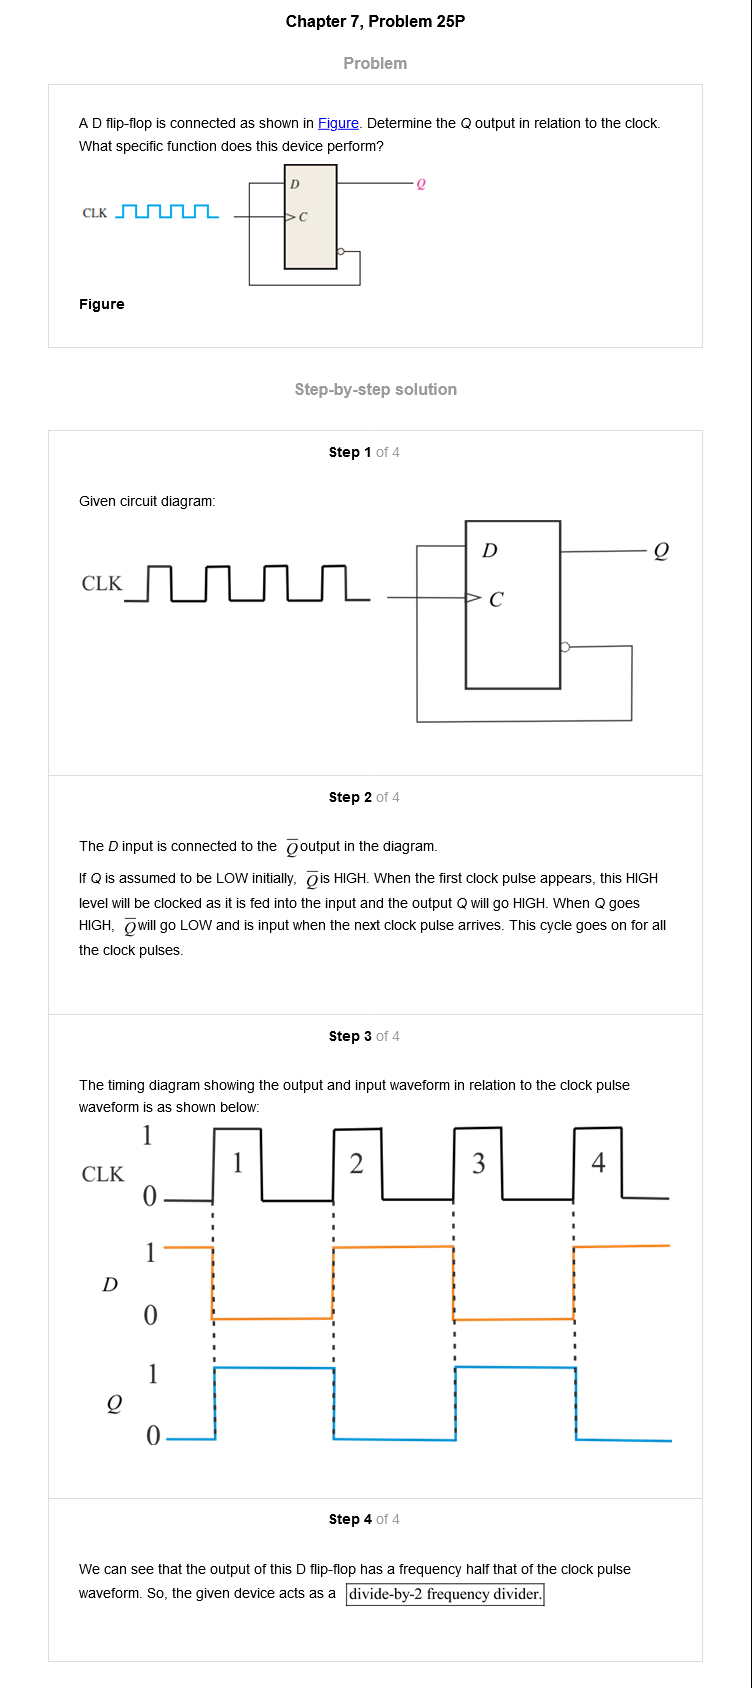 Chapter 7, Problem 25P
Problem
A D flip-flop is connected as shown in Figure. Determine the Q output in relation to the clock.
What specific function does this device perform?
D
Q
CLK
C
Figure
Step-by-step solution
Step 1 of 4
Given circuit diagram:
D
Q
CLK
C
Step 2 of 4
The D input is connected to the Q̅ output in the diagram.
If Q is assumed to be LOW initially, Q̅ is HIGH. When the first clock pulse appears, this HIGH
level will be clocked as it is fed into the input and the output Q will go HIGH. When Q goes
HIGH, Q̅ will go LOW and is input when the next clock pulse arrives. This cycle goes on for all
the clock pulses.
Step 3 of 4
The timing diagram showing the output and input waveform in relation to the clock pulse
waveform is as shown below:
1
1 2 3 4
CLK
0
1
D
0
1
Q
0
Step 4 of 4
We can see that the output of this D flip-flop has a frequency half that of the clock pulse
waveform. So, the given device acts as a divide-by-2 frequency divider.